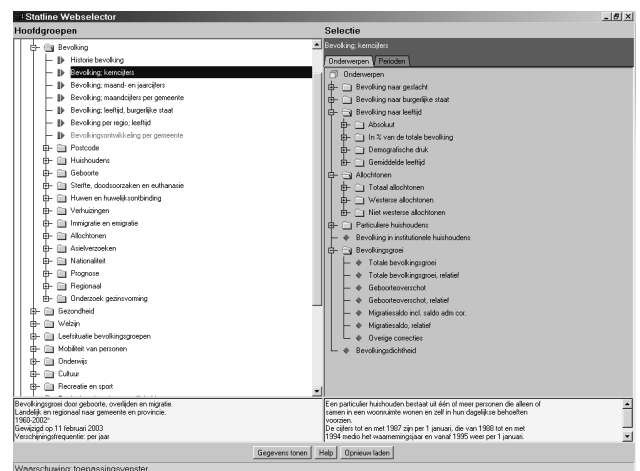 Statline Webselector
Hoofdgroepen
Bevolking
Historie bevolking
Bevolking; kerncijfers
Bevolking; maand- en jaarcijfers
Bevolking; maandcijfers per gemeente
Bevolking; leeftijd, burgerlijke staat
Bevolking per regio; leeftijd
Bevolkingsontwikkeling per gemeente
Postcode
Huishoudens
Geboorte
Sterfte, doodsoorzaken en euthanasie
Huwen en huwelijksontbinding
Verhuizingen
Immigratie en emigratie
Allochtonen
Asielverzoeken
Nationaliteit
Prognose
Regionaal
Onderzoek gezinsvorming
Gezondheid
Welzijn
Leefsituatie bevolkingsgroepen
Mobiliteit van personen
Onderwijs
Cultuur
Recreatie en sport
Bevolkingsgroei door geboorte, overlijden en migratie.
Landelijk en regionaal naar gemeente en provincie.
1960-2002*
Gewijzigd op 11 februari 2003
Verschijningsfrequentie: per jaar
Selectie
Bevolking; kerncijfers
Onderwerpen Perioden
Onderwerpen
Bevolking naar geslacht
Bevolking naar burgerlijke staat
Bevolking naar leeftijd
Absoluut
In % van de totale bevolking
Demografische druk
Gemiddelde leeftijd
Allochtonen
Totaal allochtonen
Westerse allochtonen
Niet westerse allochtonen
Particuliere huishoudens
Bevolking in institutionele huishoudens
Bevolkingsgroei
Totale bevolkingsgroei
Totale bevolkingsgroei, relatief
Geboorteoverschot
Geboorteoverschot, relatief
Migratiesaldo incl. saldo adm cor.
Migratiesaldo, relatief
Overige correcties
Bevolkingsdichtheid
Een particulier huishouden bestaat uit één of meer personen die alleen of
samen in een woonruimte wonen en zelf in hun dagelijkse behoeften
voorzien.
De cijfers tot en met 1987 zijn per 1 januari, die van 1988 tot en met
1994 medio het waarnemingsjaar en vanaf 1995 weer per 1 januari.
Gegevens tonen Help Opnieuw laden
Waarschuwing: toepassingsvenster